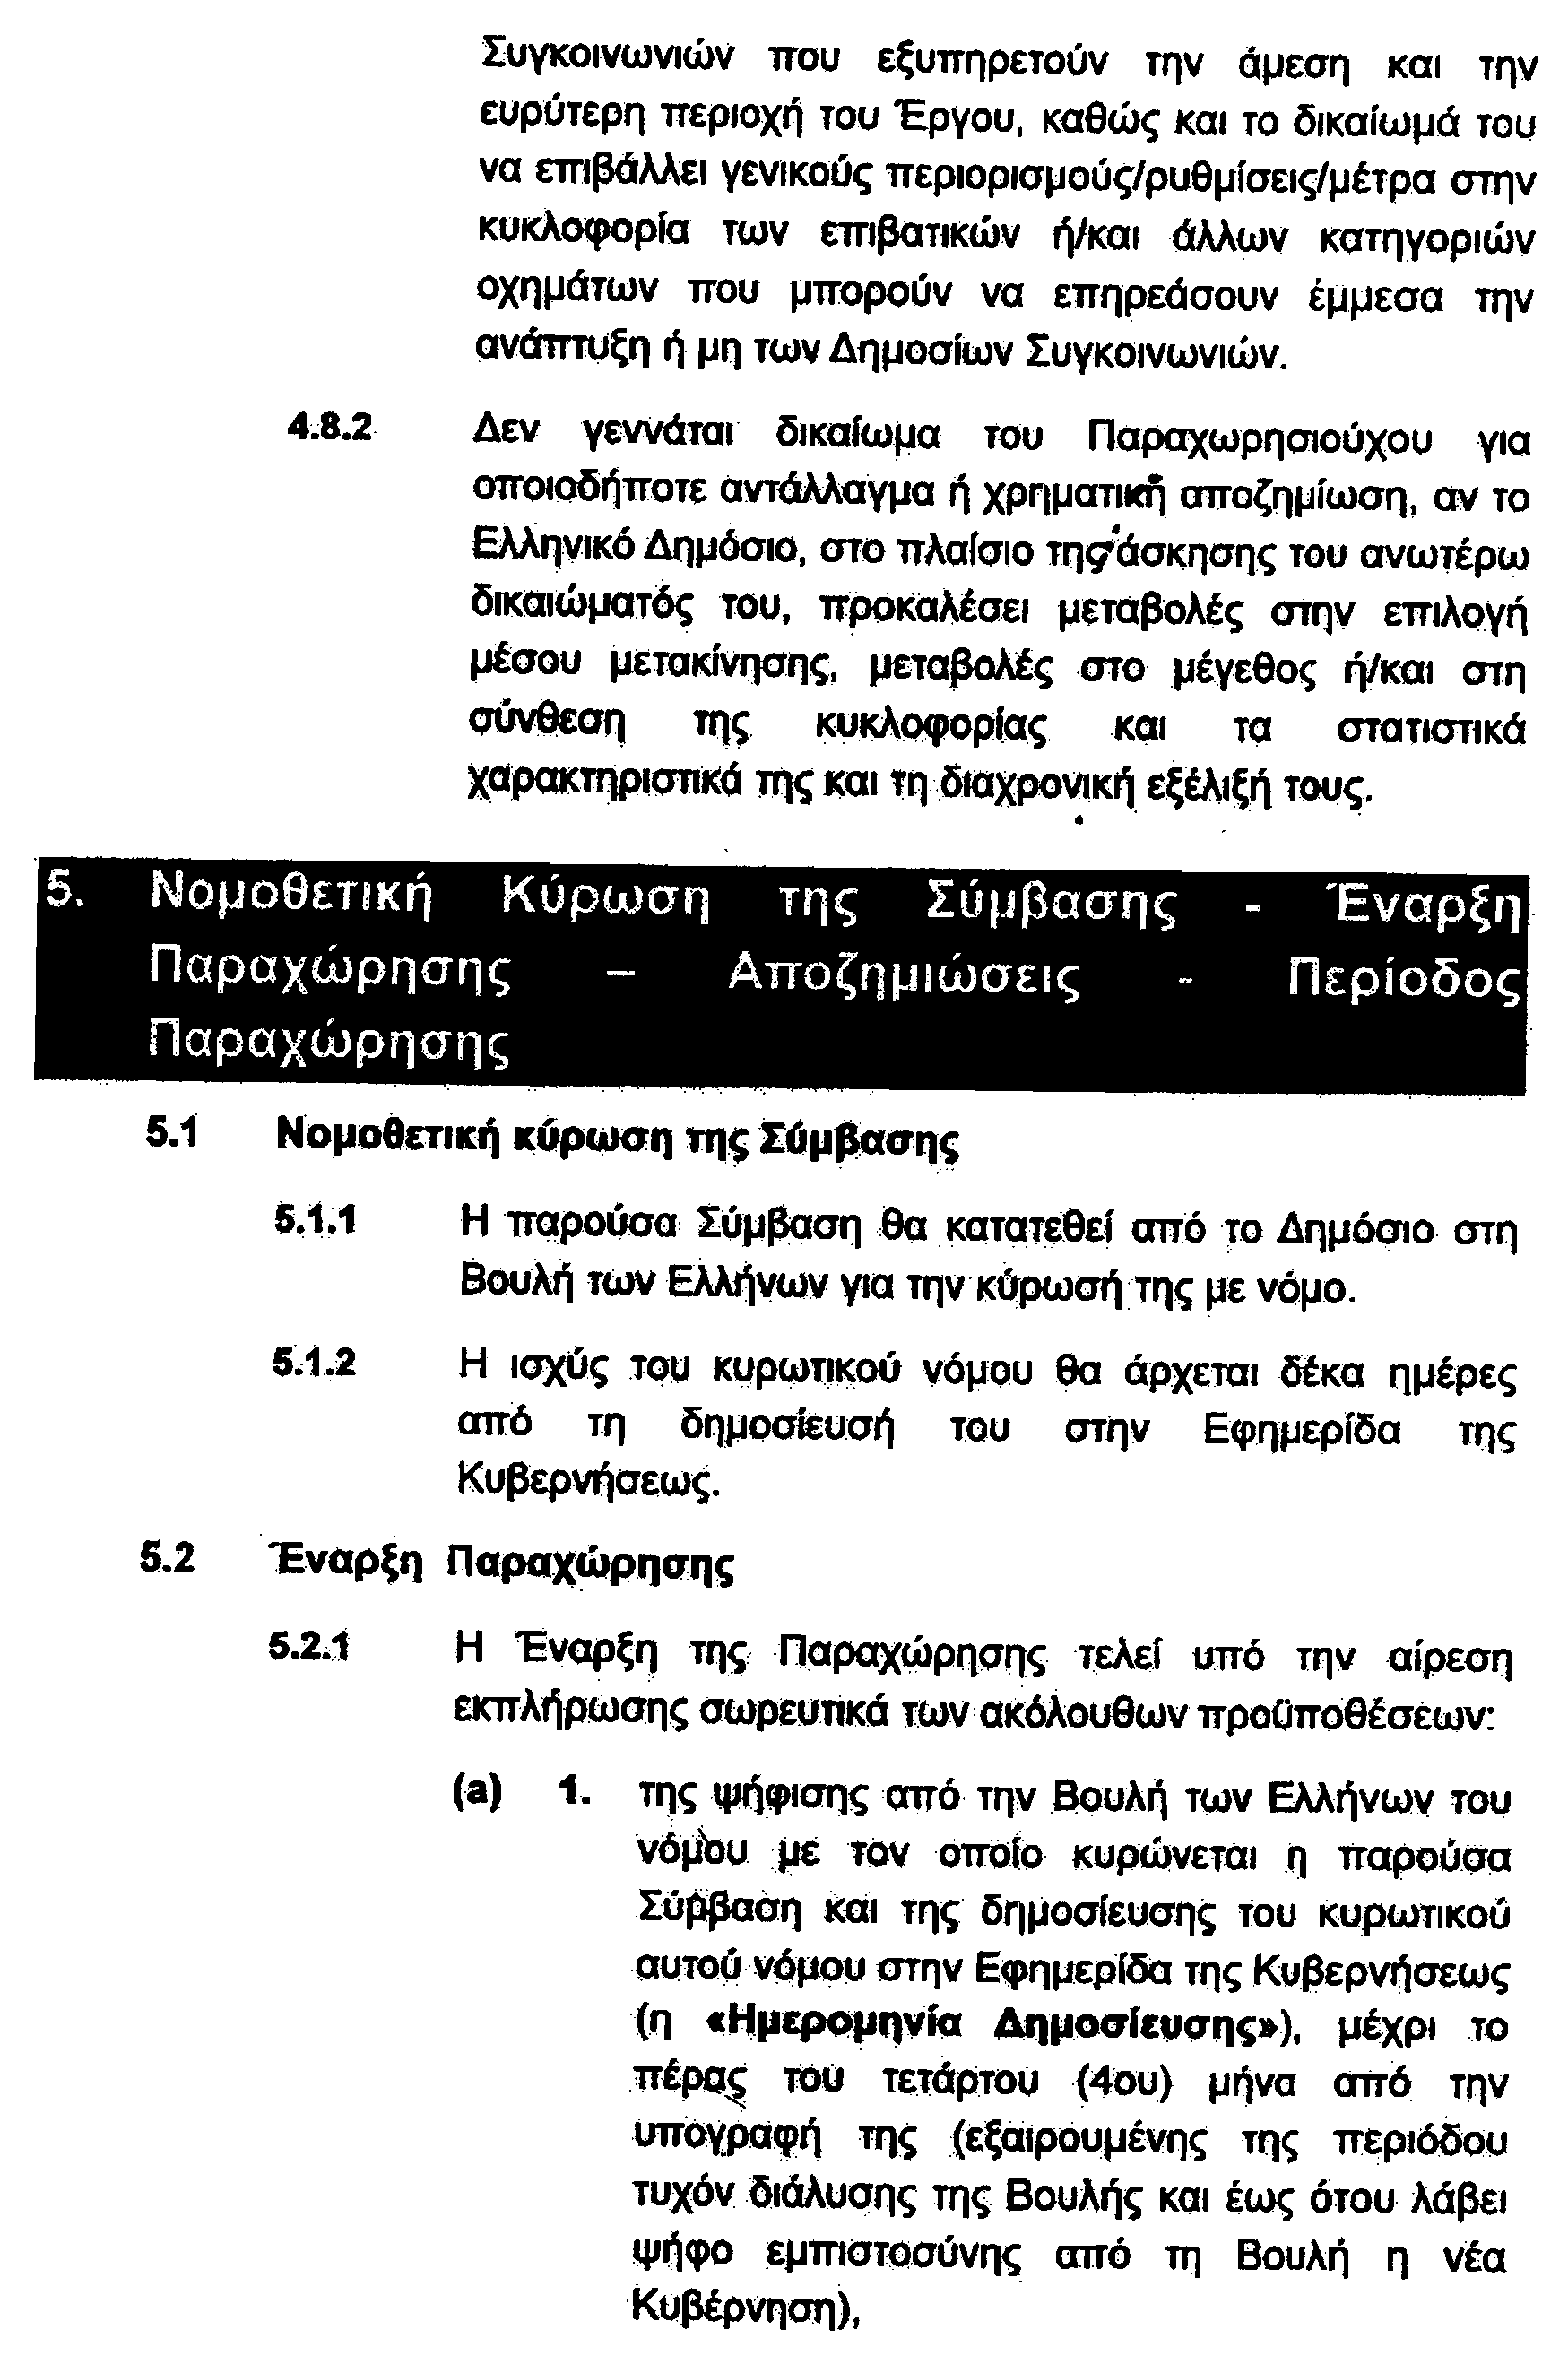 Συγκοινωνιών που εξυπηρετούν την άμεση και την
ευρύτερη περιοχή του Έργου, καθώς και το δικαίωμά του
να επιβάλλει γενικούς περιορισμούς/ρυθμίσεις/μέτρα στην
κυκλοφορία των επιβατικών ή/και άλλων κατηγοριών
οχημάτων που μπορούν να επηρεάσουν έμμεσα την
ανάπτυξη ή μη των Δημοσίων Συγκοινωνιών.
4.8.2 Δεν γεννάται δικαίωμα του Παραχωρησιούχου για
οποιοδήποτε αντάλλαγμα ή χρηματική αποζημίωση, αν το
Ελληνικό Δημόσιο, στο πλαίσιο της άσκησης του ανωτέρω
δικαιώματός του, προκαλέσει μεταβολές στην επιλογή
μέσου μετακίνησης, μεταβολές στο μέγεθος ή/και στη
σύνθεση της κυκλοφορίας και τα στατιστικά
χαρακτηριστικά της και τη διαχρονική εξέλιξή τους.
5. Νομοθετική Κύρωση της Σύμβασης - Έναρξη
Παραχώρησης – Αποζημιώσεις - Περίοδος
Παραχώρησης
5.1 Νομοθετική κύρωση της Σύμβασης
5.1.1 Η παρούσα Σύμβαση θα κατατεθεί από το Δημόσιο στη
Βουλή των Ελλήνων για την κύρωσή της με νόμο.
5.1.2 Η ισχύς του κυρωτικού νόμου θα άρχεται δέκα ημέρες
από τη δημοσίευσή του στην Εφημερίδα της
Κυβερνήσεως.
5.2 Έναρξη Παραχώρησης
5.2.1 Η Έναρξη της Παραχώρησης τελεί υπό την αίρεση
εκπλήρωσης σωρευτικά των ακόλουθων προϋποθέσεων:
(a) 1. της ψήφισης από την Βουλή των Ελλήνων του
νόμου με τον οποίο κυρώνεται η παρούσα
Σύμβαση και της δημοσίευσης του κυρωτικού
αυτού νόμου στην Εφημερίδα της Κυβερνήσεως
(η «Ημερομηνία Δημοσίευσης»), μέχρι το
πέρας του τετάρτου (4ου) μήνα από την
υπογραφή της (εξαιρουμένης της περιόδου
τυχόν διάλυσης της Βουλής και έως ότου λάβει
ψήφο εμπιστοσύνης από τη Βουλή η νέα
Κυβέρνηση),